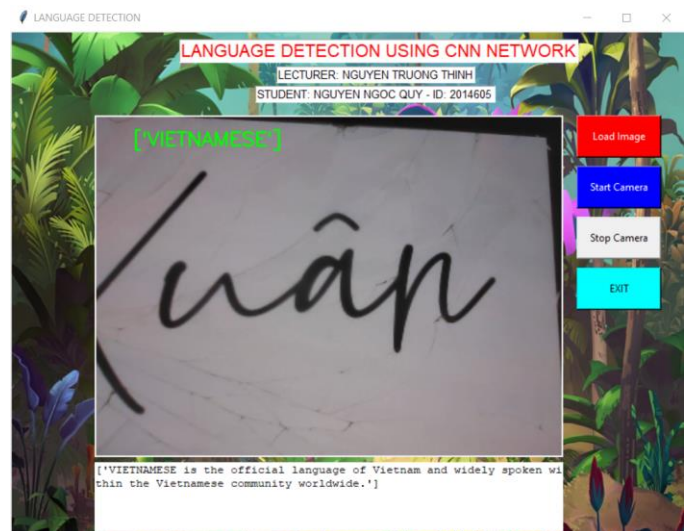 LANGUAGE DETECTION
LANGUAGE DETECTION USING CNN NETWORK
LECTURER: NGUYEN TRUONG THINH
STUDENT: NGUYEN NGOC QUY - ID: 2014605
['VIETNAMESE']
Xuân
Load Image
Start Camera
Stop Camera
EXIT
['VIETNAMESE is the official language of Vietnam and widely spoken wi
thin the Vietnamese community worldwide.']